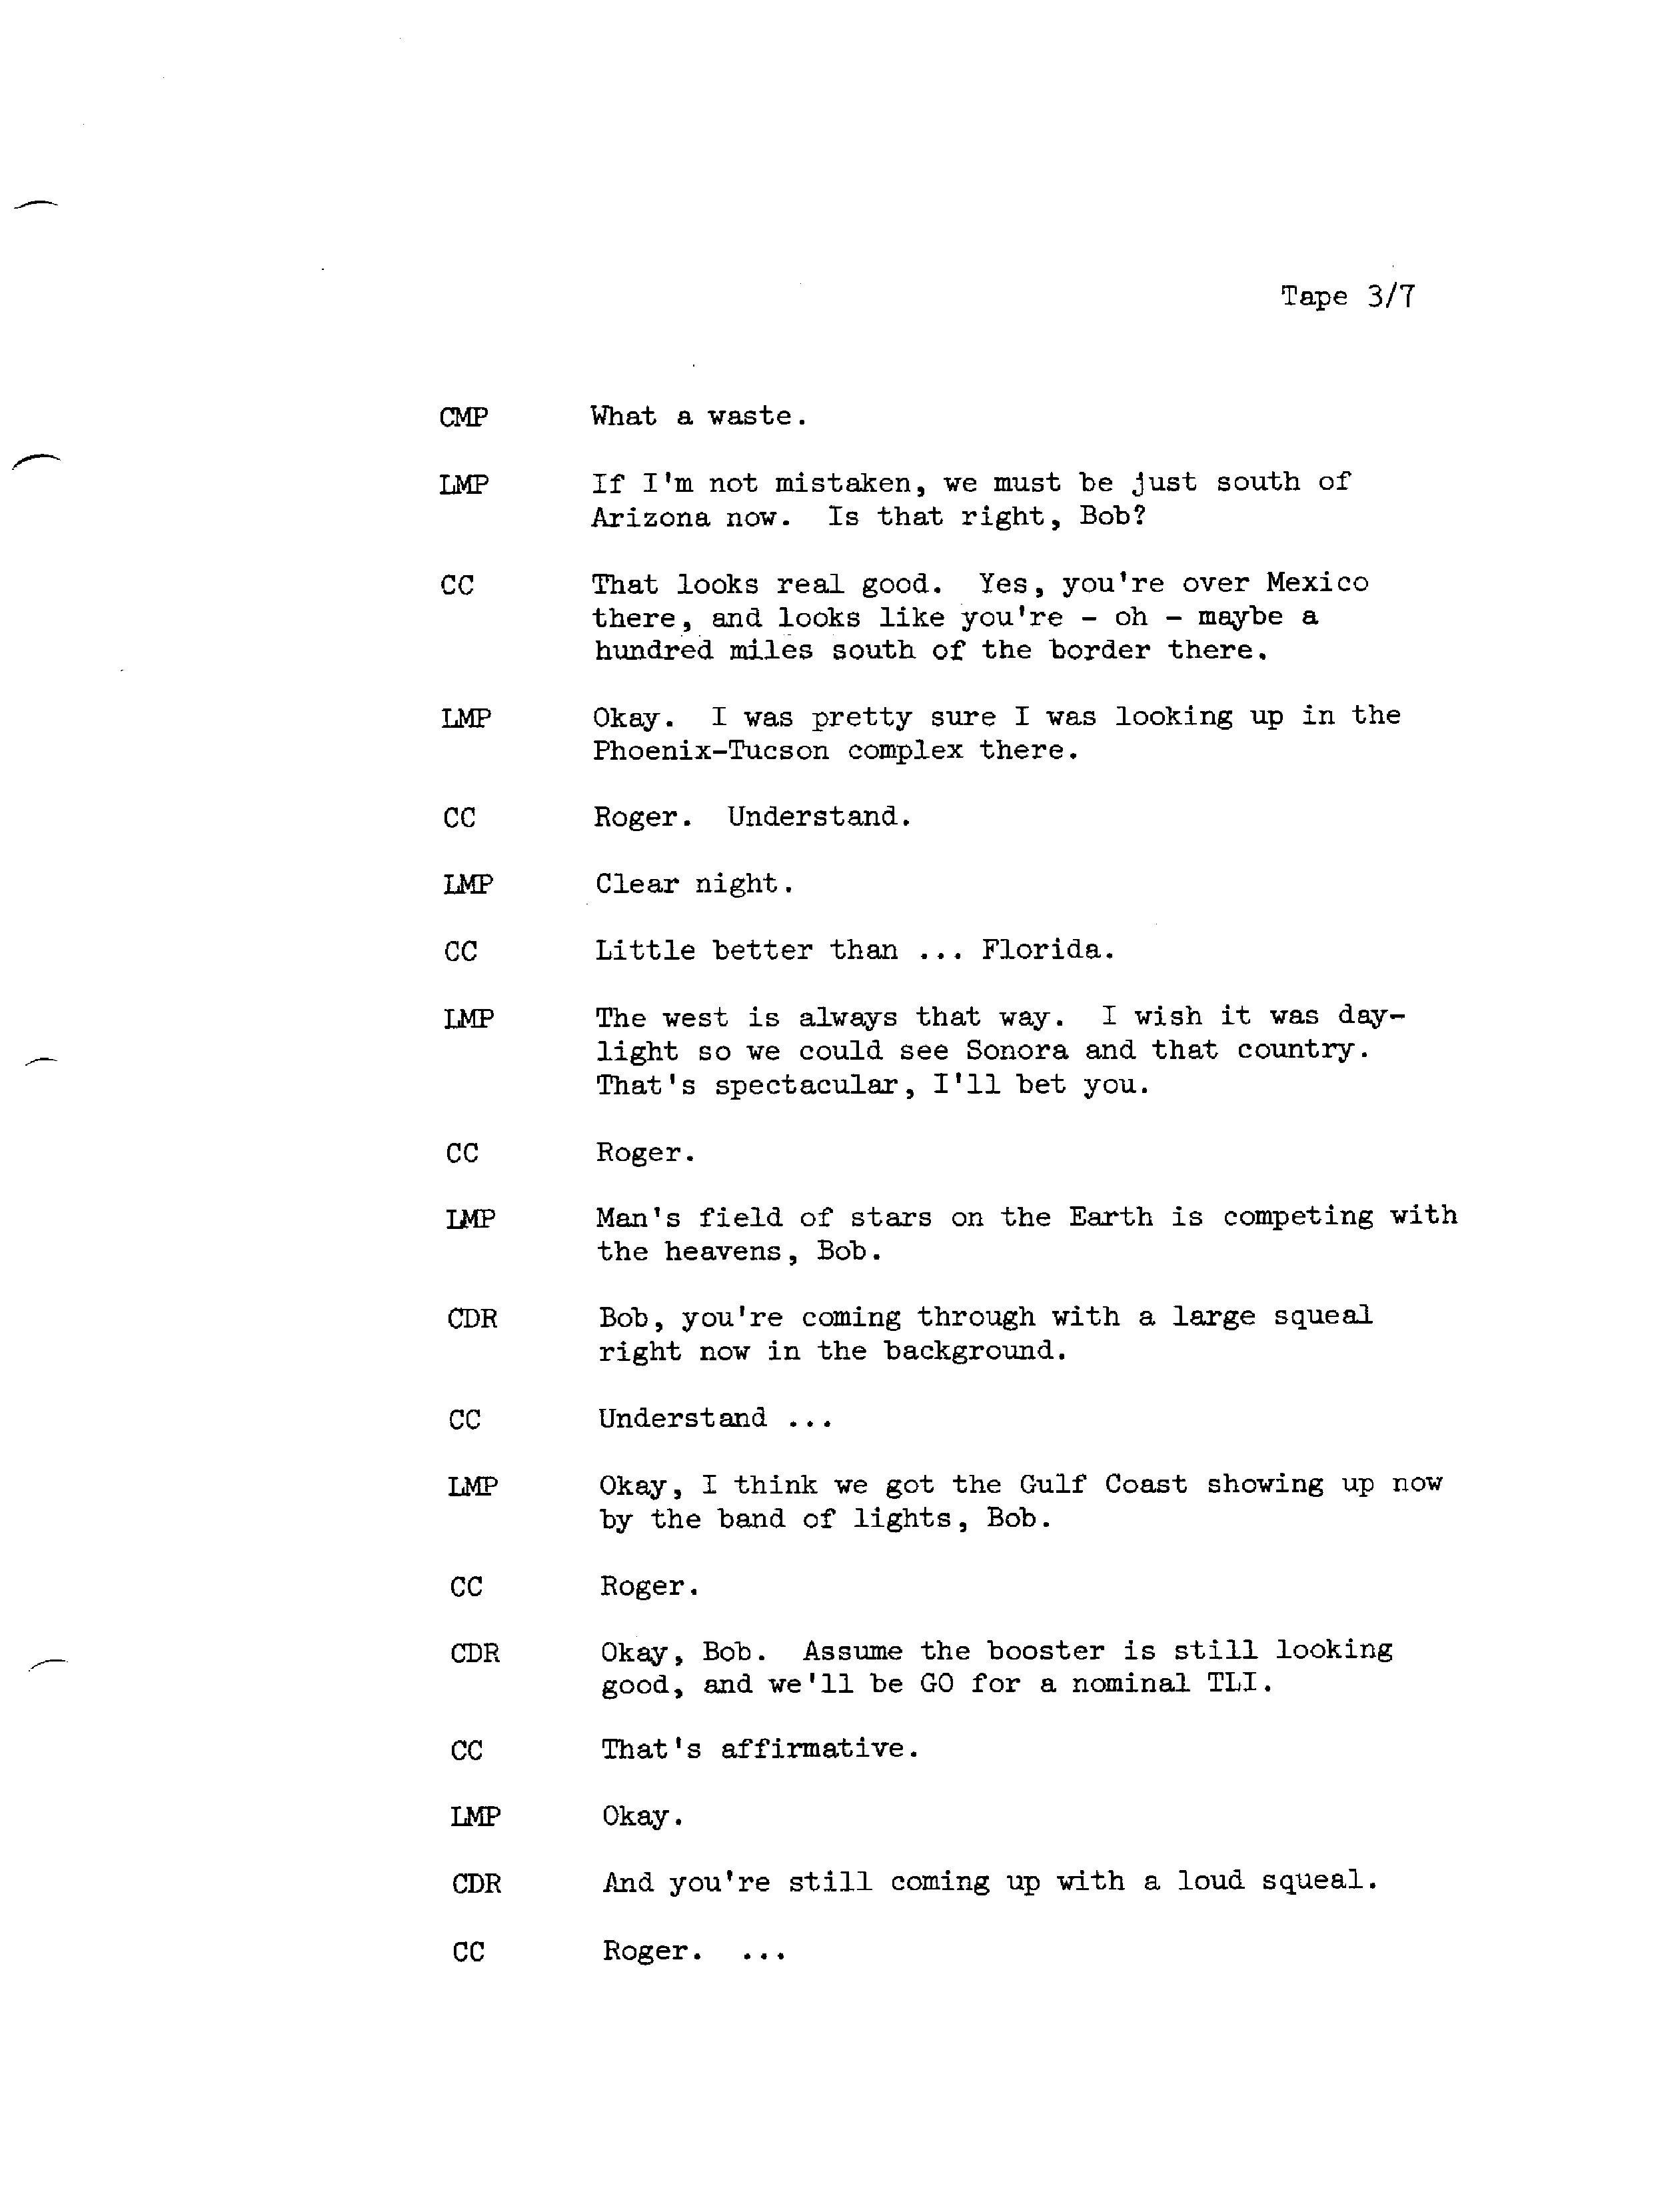 Tape 3/7
CMP What a waste.
LMP If I'm not mistaken, we must be just south of
Arizona now. Is that right, Bob?
CC That looks real good. Yes, you're over Mexico
there, and looks like you're - oh - maybe a
hundred miles south of the border there.
LMP Okay. I was pretty sure I was looking up in the
Phoenix-Tucson complex there.
CC Roger. Understand.
LMP Clear night.
CC Little better than ... Florida.
LMP The west is always that way. I wish it was day-
light so we could see Sonora and that country.
That's spectacular, I'll bet you.
CC Roger.
LMP Man's field of stars on the Earth is competing with
the heavens, Bob.
CDR Bob, you're coming through with a large squeal
right now in the background.
CC Understand ...
LMP Okay, I think we got the Gulf Coast showing up now
by the band of lights, Bob.
CC Roger.
CDR Okay, Bob. Assume the booster is still looking
good, and we'll be GO for a nominal TLI.
CC That's affirmative.
LMP Okay.
CDR And you're still coming up with a loud squeal.
CC Roger. ...